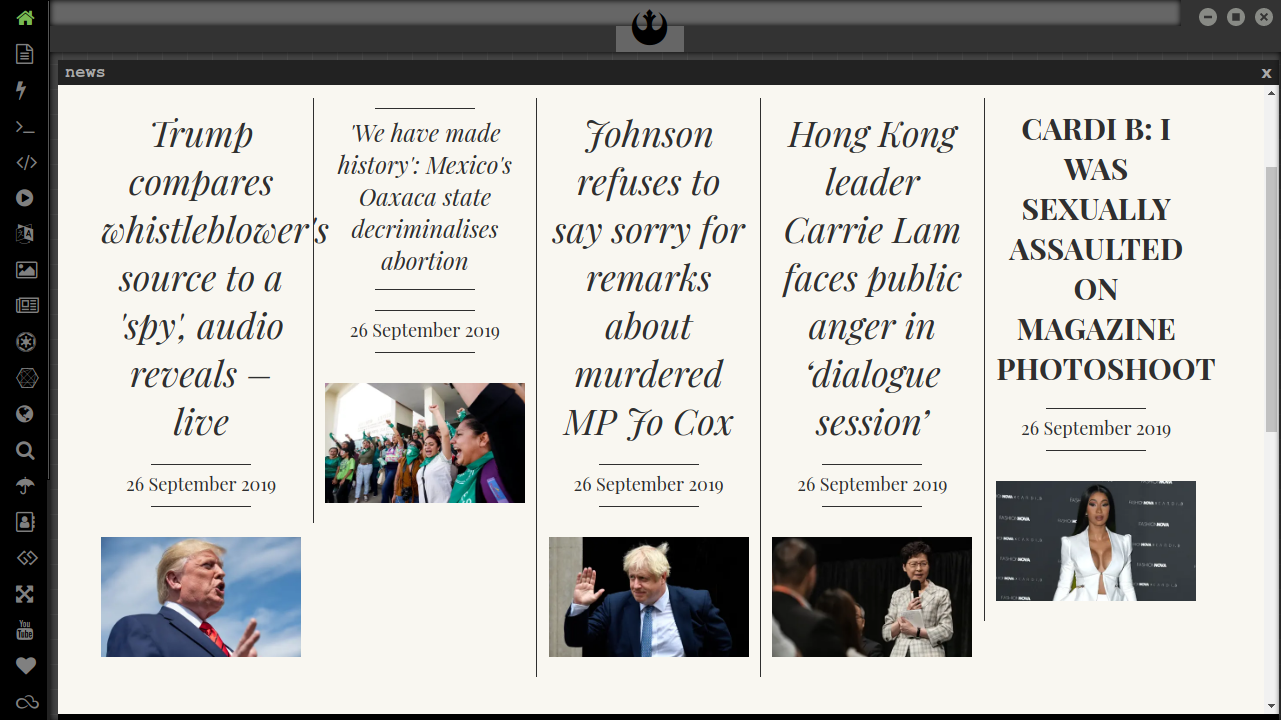 news
x
Trump
compares
whistleblower's
source to a
'spy', audio
reveals –
live
26 September 2019
'We have made
history': Mexico's
Oaxaca state
decriminalises
abortion
26 September 2019
Johnson
refuses to
say sorry for
remarks
about
murdered
MP Jo Cox
26 September 2019
Hong Kong
leader
Carrie Lam
faces public
anger in
‘dialogue
session’
26 September 2019
CARDI B: I
WAS
SEXUALLY
ASSAULTED
ON
MAGAZINE
PHOTOSHOOT
26 September 2019
FASHIONNOVA
You
Tube